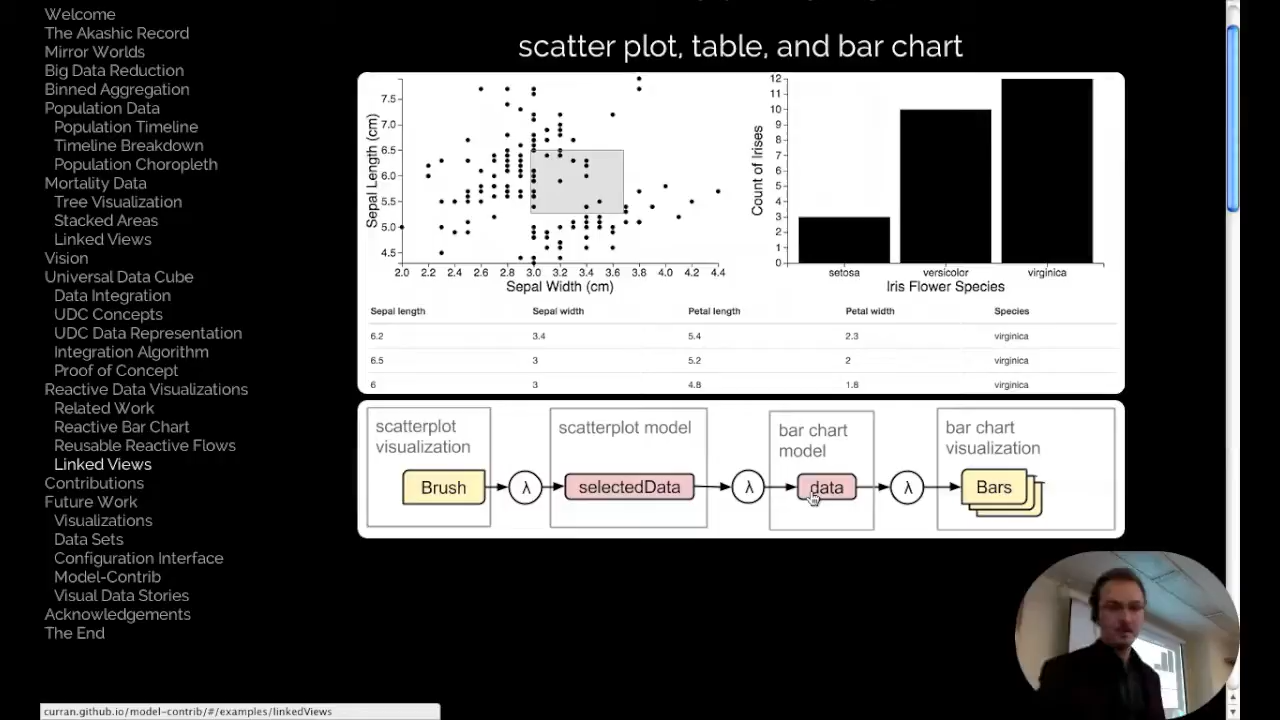 Welcome
The Akashic Record
Mirror Worlds
Big Data Reduction
Binned Aggregation
Population Data
Population Timeline
Timeline Breakdown
Population Choropleth
Mortality Data
Tree Visualization
Stacked Areas
Linked Views
Vision
Universal Data Cube
Data Integration
UDC Concepts
UDC Data Representation
Integration Algorithm
Proof of Concept
Reactive Data Visualizations
Related Work
Reactive Bar Chart
Reusable Reactive Flows
Linked Views
Contributions
Future Work
Visualizations
Data Sets
Configuration Interface
Model-Contrib
Visual Data Stories
Acknowledgements
The End
scatter plot, table, and bar chart
Sepal Length (cm)
7.5
7.0
6.5
6.0
5.5
5.0
4.5
2.0 2.2 2.4 2.6 2.8 3.0 3.2 3.4 3.6 3.8 4.0 4.2 4.4
Sepal Width (cm)
Count of Irises
12
11
10
9
8
7
6
5
4
3
2
1
0
setosa versicolor virginica
Iris Flower Species
Sepal length Sepal width Petal length Petal width Species
6.2 3.4 5.4 2.3 virginica
6.5 3 5.2 2 virginica
6 3 4.8 1.8 virginica
scatterplot
visualization
Brush
λ
scatterplot model
selectedData
λ
bar chart
model
data
λ
bar chart
visualization
Bars
curran.github.io/model-contrib/#/examples/linkedViews